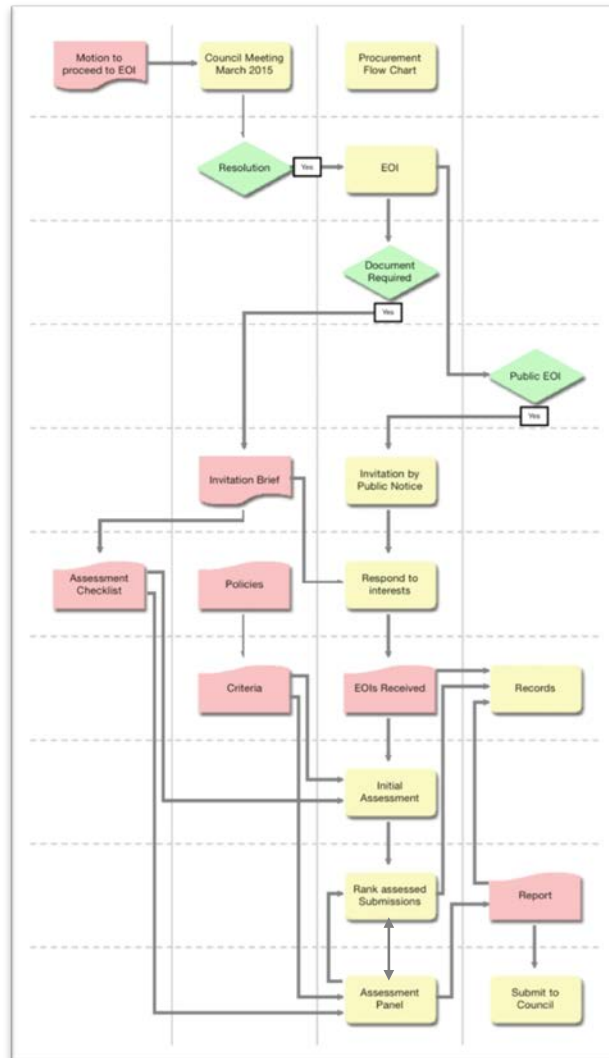 Motion to
proceed to EOI
Council Meeting
March 2015
Procurement
Flow Chart
Resolution
Yes
EOI
Document
Required
Yes
Public EOI
Yes
Invitation Brief
Invitation by
Public Notice
Assessment
Checklist
Policies
Respond to
interests
Criteria
EOIs Received
Records
Initial
Assessment
Rank assessed
Submissions
Report
Assessment
Panel
Submit to
Council